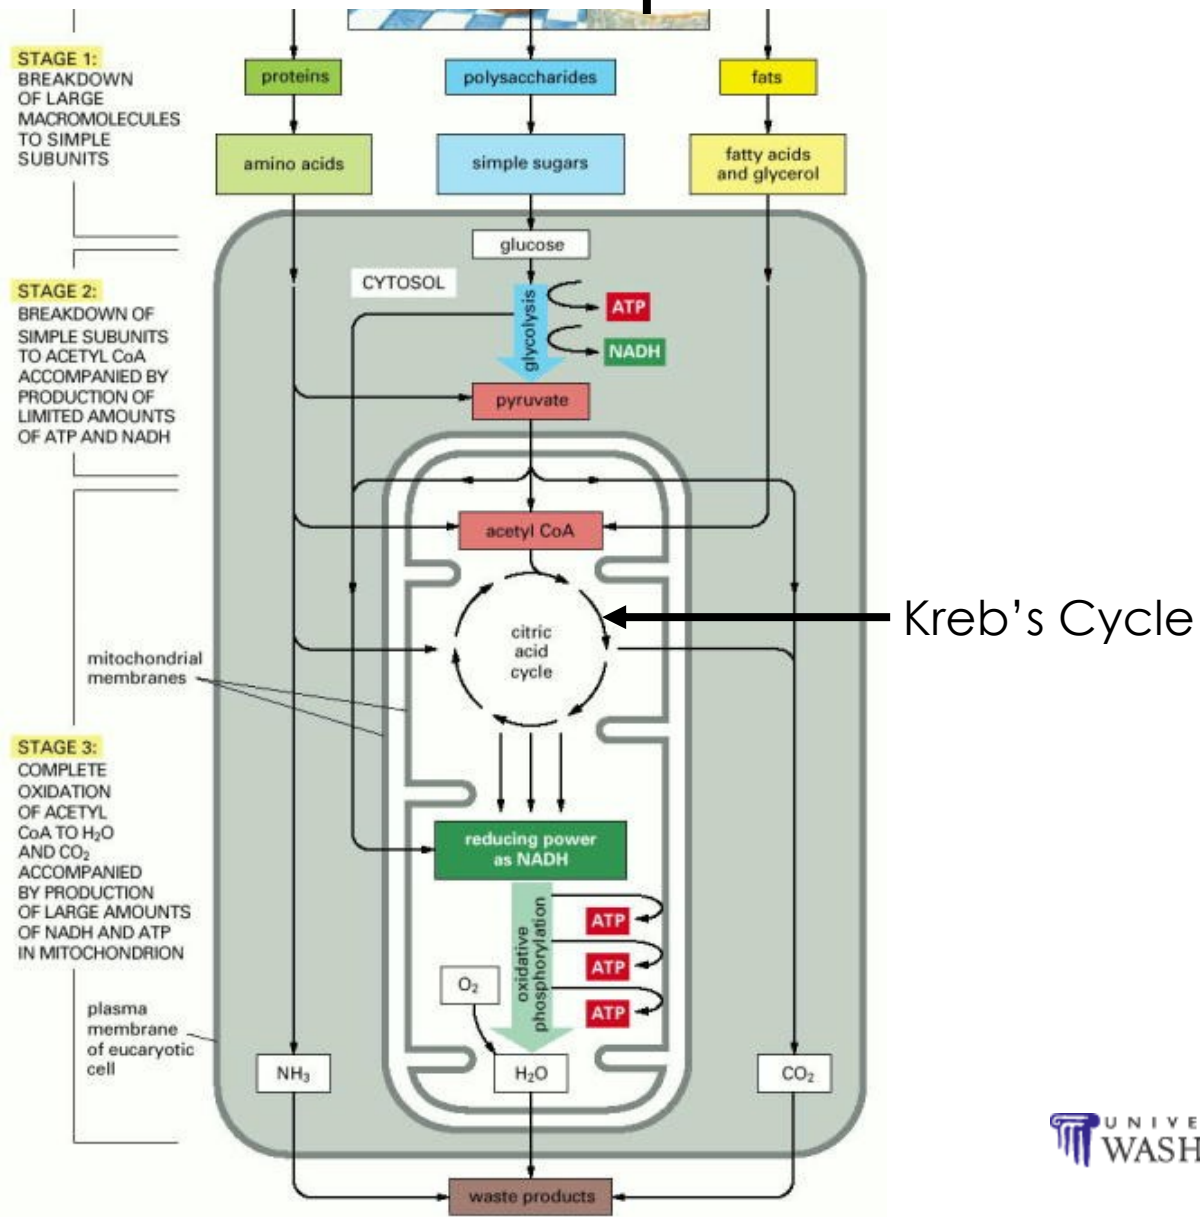 STAGE 1:
BREAKDOWN
OF LARGE
MACROMOLECULES
TO SIMPLE
SUBUNITS
proteins
polysaccharides
fats
amino acids
simple sugars
fatty acids
and glycerol
glucose
CYTOSOL
STAGE 2:
BREAKDOWN OF
SIMPLE SUBUNITS
TO ACETYL CoA
ACCOMPANIED BY
PRODUCTION OF
LIMITED AMOUNTS
OF ATP AND NADH
glycolysis
ATP
NADH
pyruvate
acetyl CoA
citric
acid
cycle
Kreb’s Cycle
mitochondrial
membranes
STAGE 3:
COMPLETE
OXIDATION
OF ACETYL
CoA TO H₂O
AND CO₂
ACCOMPANIED
BY PRODUCTION
OF LARGE AMOUNTS
OF NADH AND ATP
IN MITOCHONDRION
reducing power
as NADH
oxidative
phosphorylation
ATP
ATP
ATP
O₂
plasma
membrane
of eucaryotic
cell
NH₃
H₂O
CO₂
UNIVE
WASH
waste products